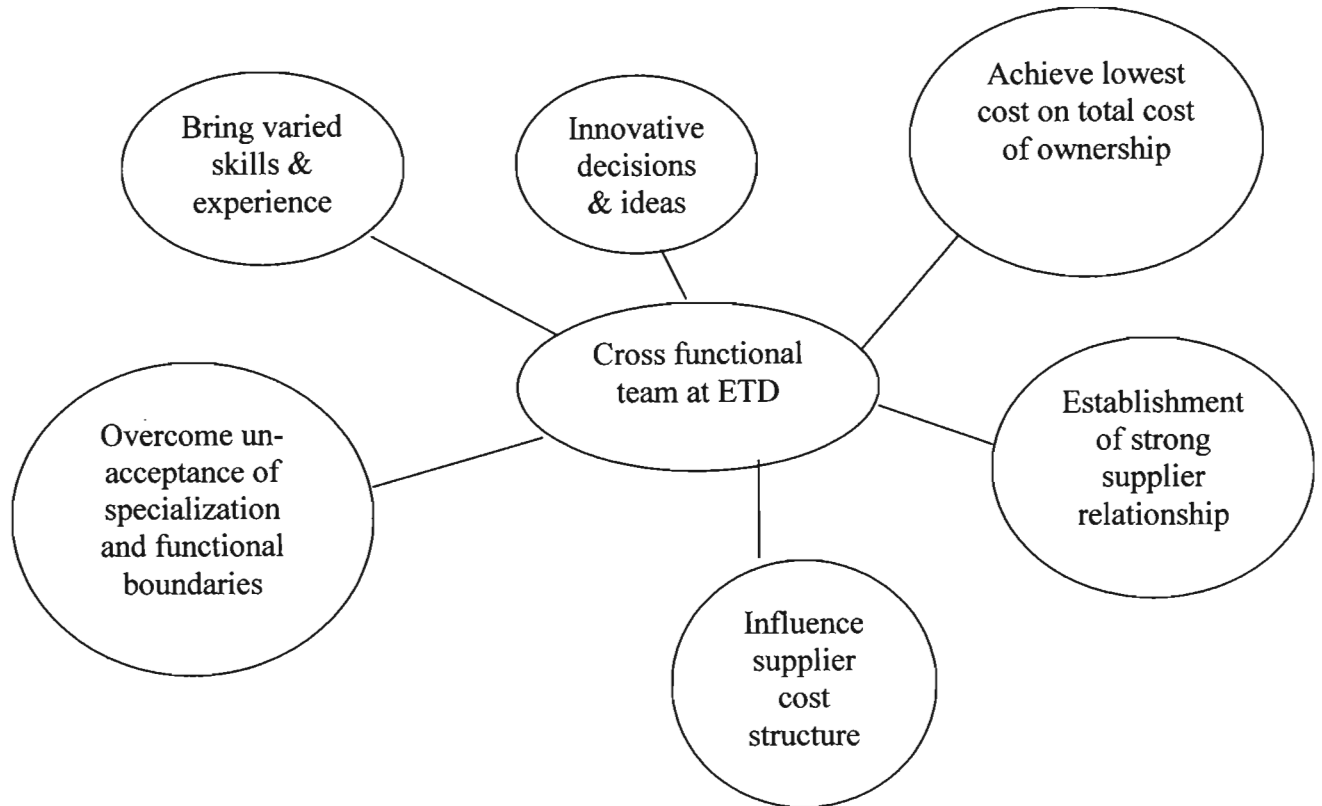 Bring varied
skills &
experience
Innovative
decisions
& ideas
Achieve lowest
cost on total cost
of ownership
Cross functional
team at ETD
Overcome un-
acceptance of
specialization
and functional
boundaries
Establishment
of strong
supplier
relationship
Influence
supplier
cost
structure